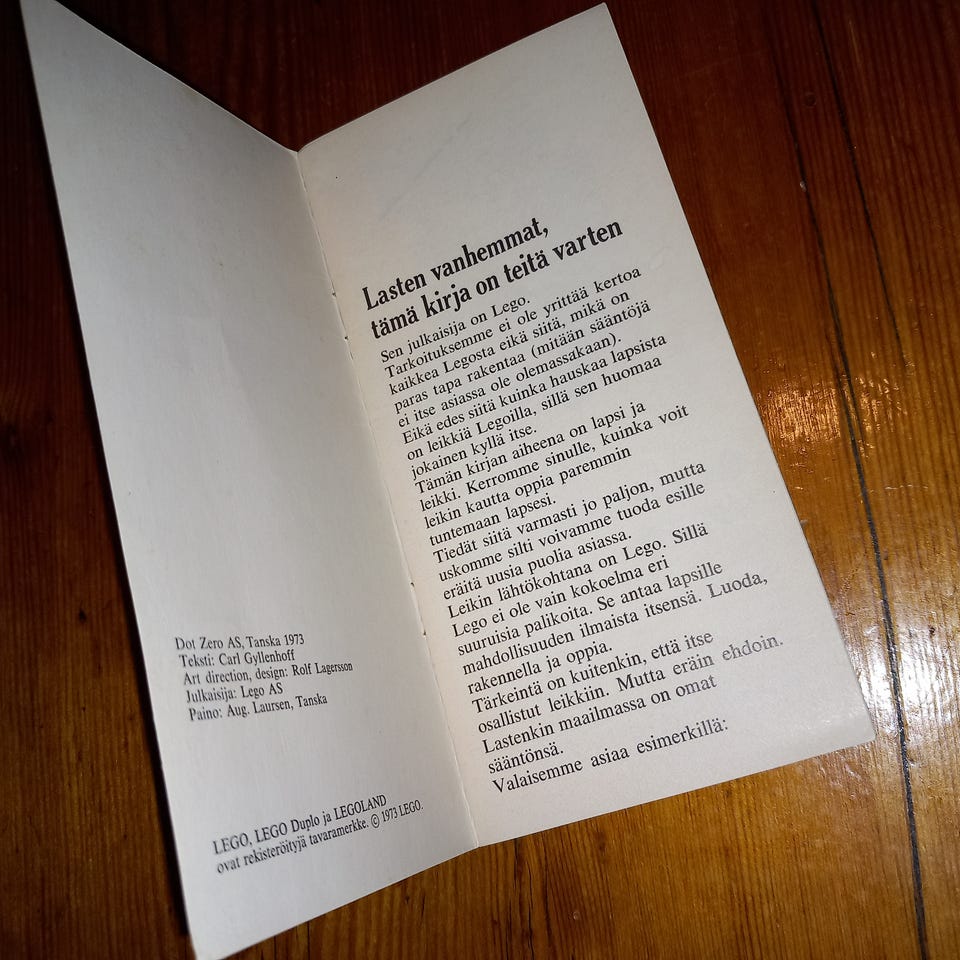 Dot Zero AS, Tanska 1973
Teksti: Carl Gyllenhoff
Art direction, design: Rolf Lagersson
Julkaisija: Lego AS
Paino: Aug. Laursen, Tanska
LEGO, LEGO Duplo ja LEGOLAND
ovat rekisteröityjä tavaramerkke. © 1973 LEGO.
Lasten vanhemmat,
tämä kirja on teitä varten
Sen julkaisija on Lego.
Tarkoituksemme ei ole yrittää kertoa
kaikkea Legosta eikä siitä, mikä on
paras tapa rakentaa (mitään sääntöjä
ei itse asiassa ole olemassakaan).
Eikä edes siitä kuinka hauskaa lapsista
on leikkiä Legoilla, sillä sen huomaa
jokainen kyllä itse.
Tämän kirjan aiheena on lapsi ja
leikki. Kerromme sinulle, kuinka voit
leikin kautta oppia paremmin
tuntemaan lapsesi.
Tiedät siitä varmasti jo paljon, mutta
uskomme silti voivamme tuoda esille
eräitä uusia puolia asiassa.
Leikin lähtökohtana on Lego. Sillä
Lego ei ole vain kokoelma eri
suuruisia palikoita. Se antaa lapsille
mahdollisuuden ilmaista itsensä. Luoda,
rakennella ja oppia.
Tärkeintä on kuitenkin, että itse
osallistut leikkiin. Mutta eräin ehdoin.
Lastenkin maailmassa on omat
sääntönsä.
Valaisemme asiaa esimerkillä: